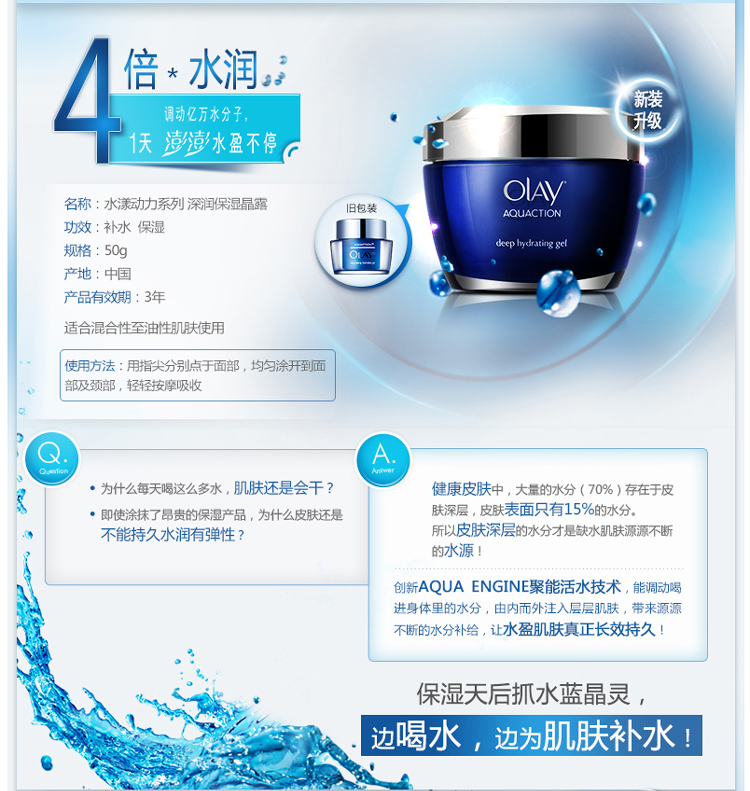 4倍*水润
调动亿万水分子，
1天 澎澎水盈不停
新装
升级
OLAY
AQUACTION
deep hydrating gel
旧包装
OLAY
名称：水漾动力系列 深润保湿晶露
功效：补水 保湿
规格：50g
产地：中国
产品有效期：3年
适合混合性至油性肌肤使用
使用方法：用指尖分别点于面部，均匀涂开到面
部及颈部，轻轻按摩吸收
Q.
Question
• 为什么每天喝这么多水，肌肤还是会干？
• 即使涂抹了昂贵的保湿产品，为什么皮肤还是
不能持久水润有弹性？
A.
Answer
健康皮肤中，大量的水分（70%）存在于皮
肤深层，皮肤表面只有15%的水分。
所以皮肤深层的水分才是缺水肌肤源源不断
的水源！
创新AQUA ENGINE聚能活水技术，能调动喝
进身体里的水分，由内而外注入层层肌肤，带来源源
不断的水分补给，让水盈肌肤真正长效持久！
保湿天后抓水蓝晶灵，
边喝水，边为肌肤补水！